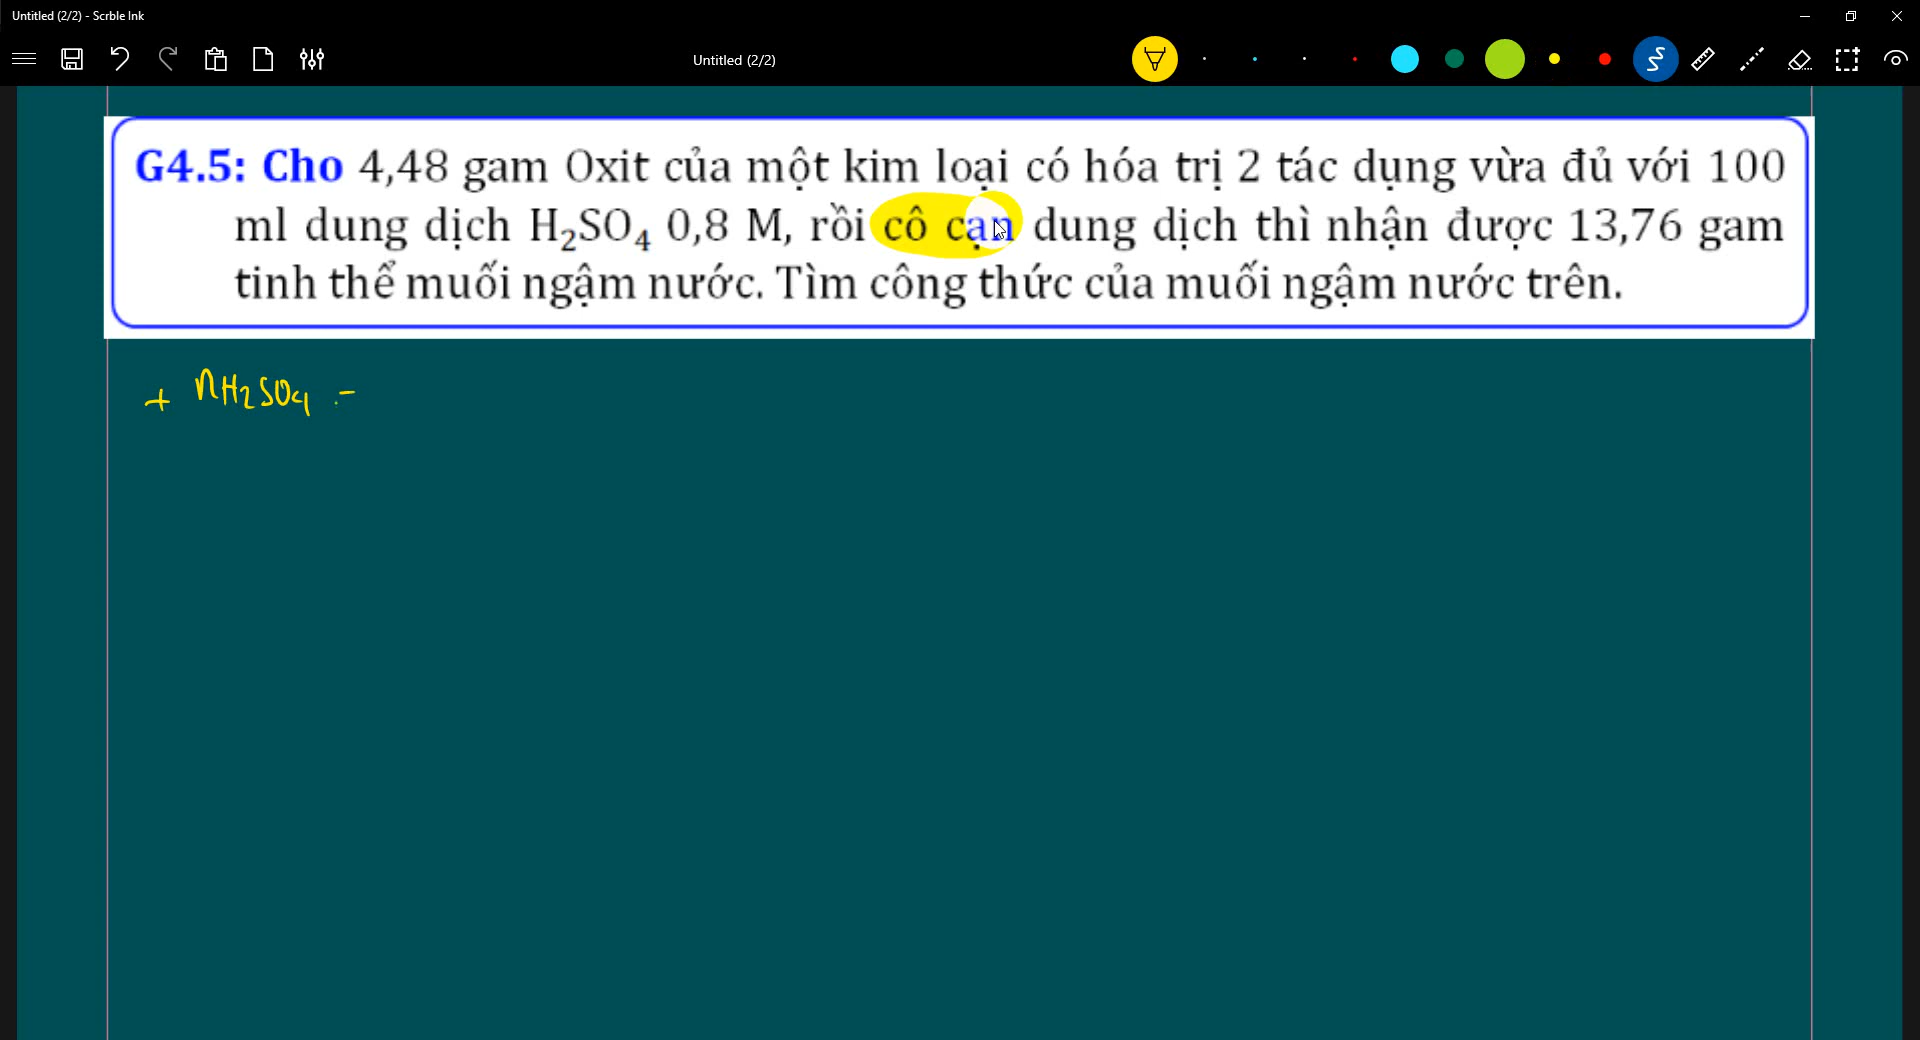 Untitled (2/2) - Scrble Ink
Untitled (2/2)
G4.5: Cho 4,48 gam Oxit của một kim loại có hóa trị 2 tác dụng vừa đủ với 100
ml dung dịch H₂SO₄ 0,8 M, rồi cô cạn dung dịch thì nhận được 13,76 gam
tinh thể muối ngậm nước. Tìm công thức của muối ngậm nước trên.
+ nH₂SO₄ =